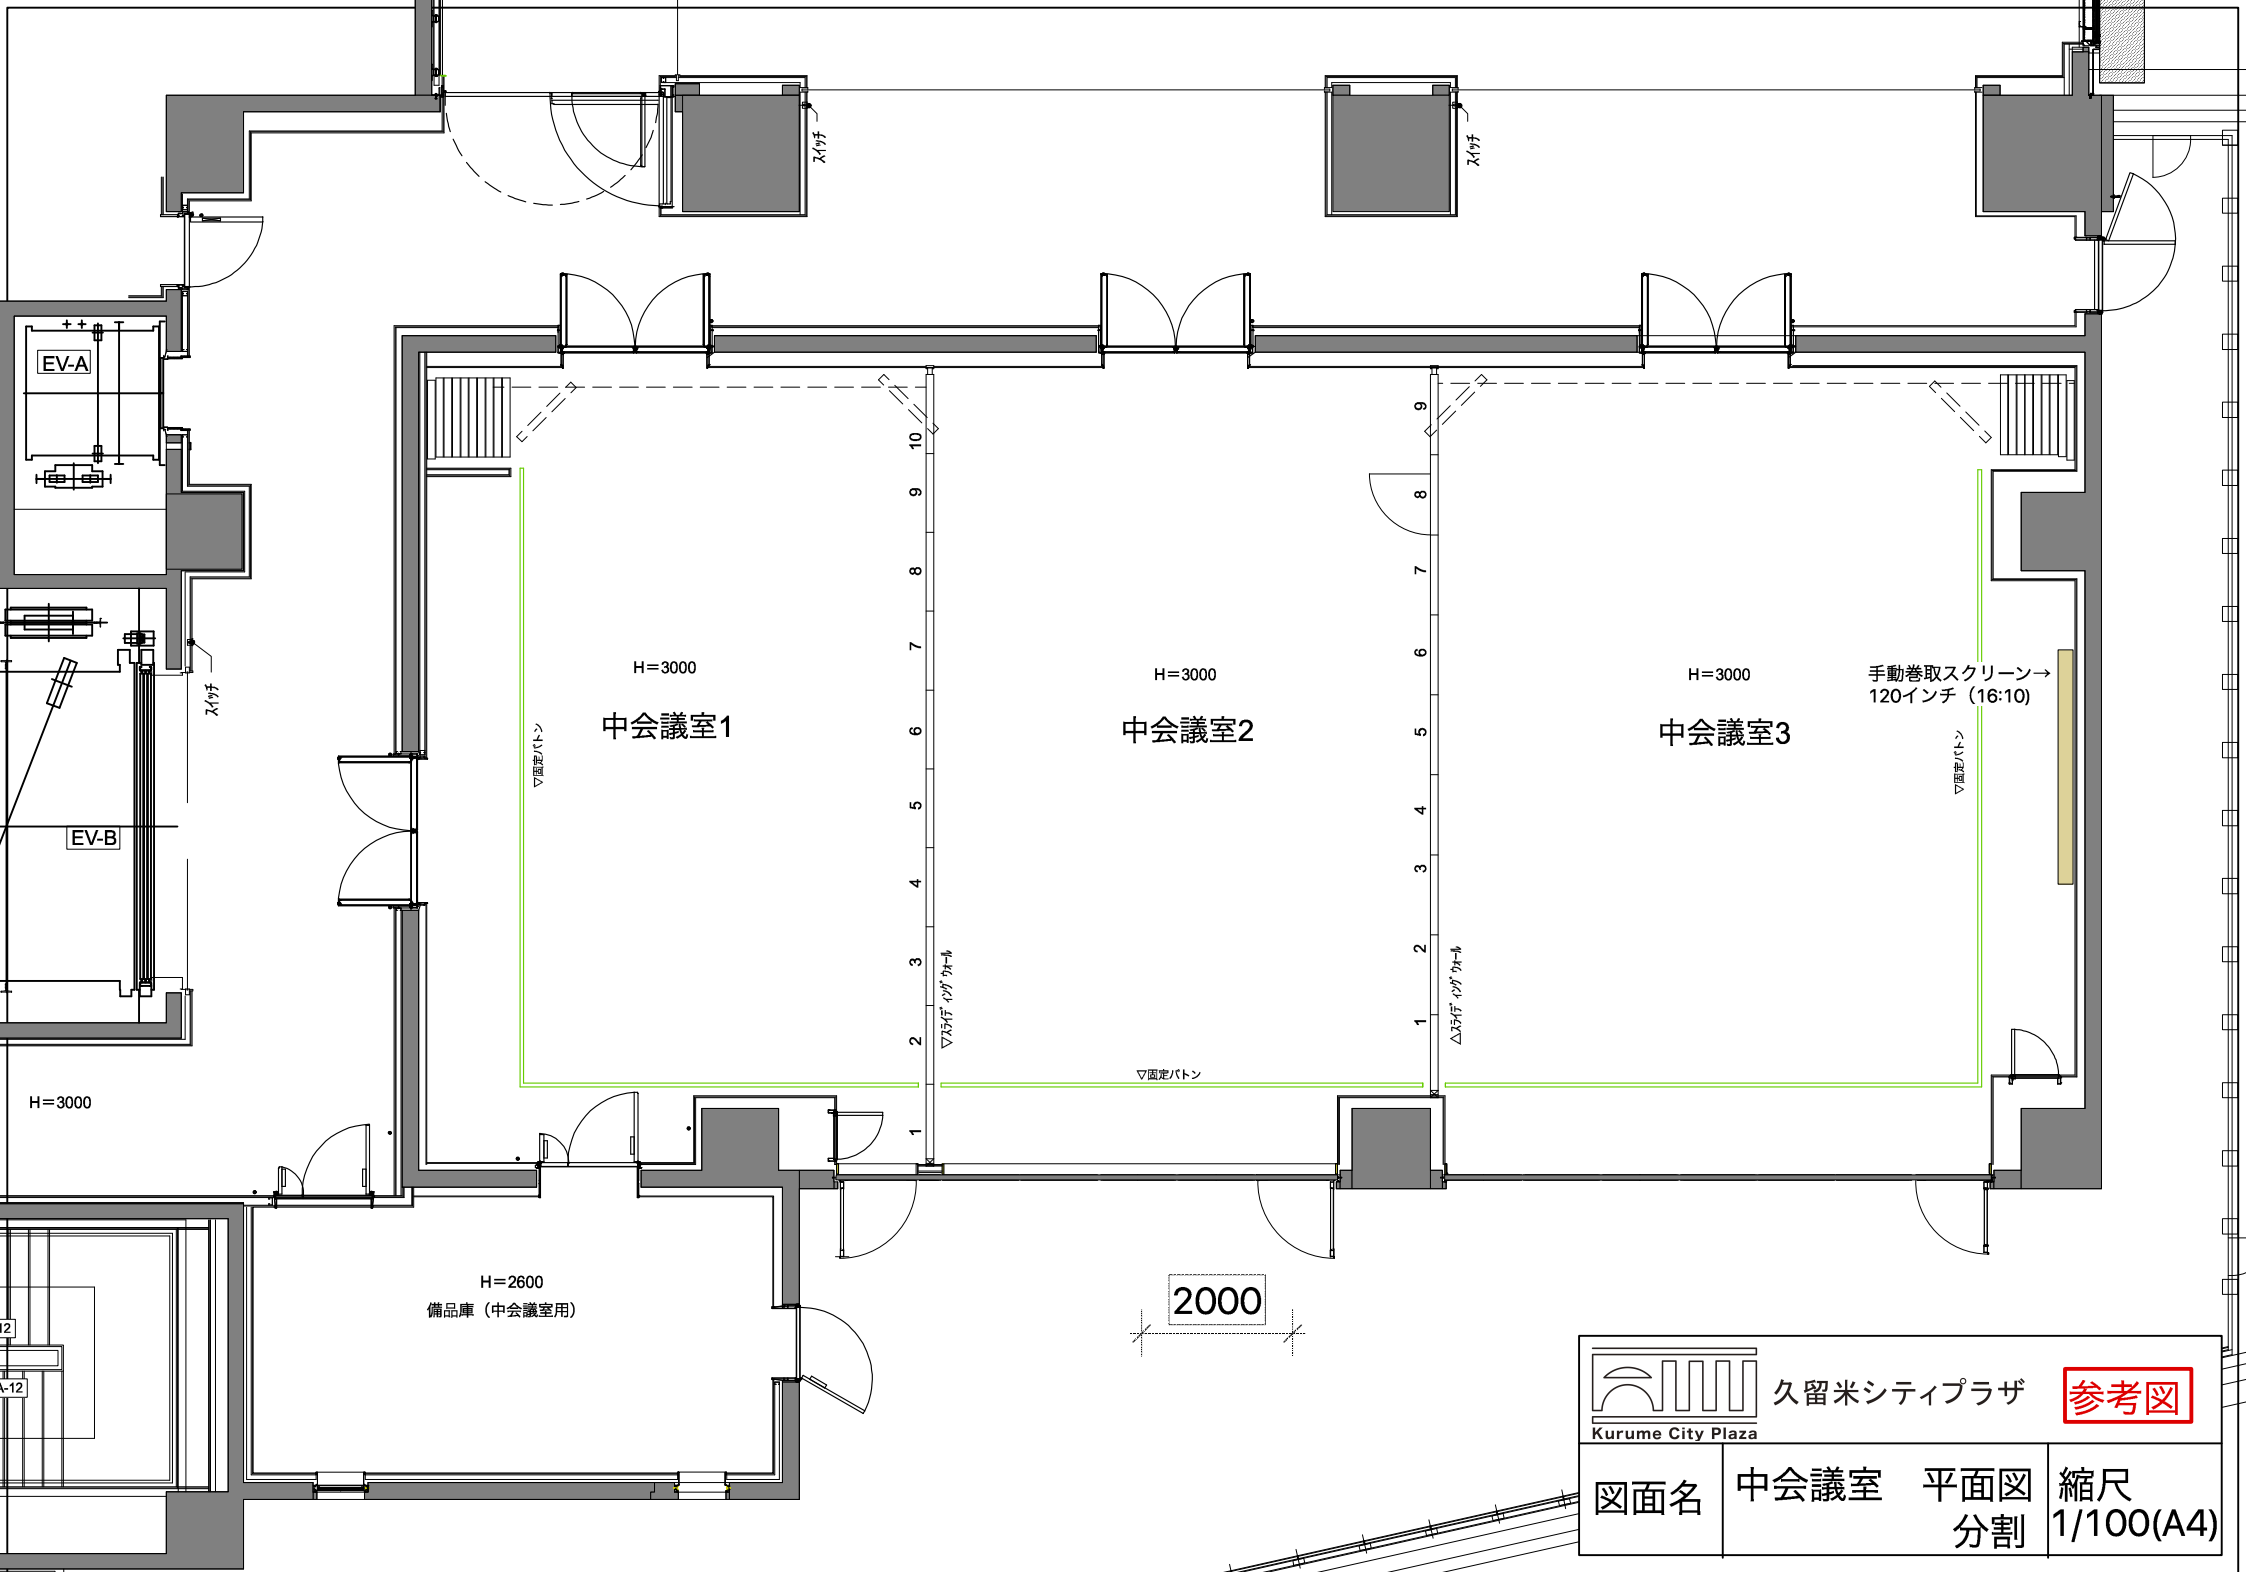 スイッチ
スイッチ
EV-A
10
9
8
7
6
5
4
3
2
1
9
8
7
6
5
4
3
2
1
スイッチ
H=3000
中会議室1
H=3000
中会議室2
H=3000
中会議室3
手動巻取スクリーン→
120インチ（16:10)
▽固定バトン
▽固定バトン
EV-B
▽スライディングウォール
△スライディングウォール
▽固定バトン
H=3000
H=2600
備品庫（中会議室用）
2000
12
A-12
久留米シティプラザ
Kurume City Plaza
参考図
図面名
中会議室　平面図
分割
縮尺
1/100(A4)